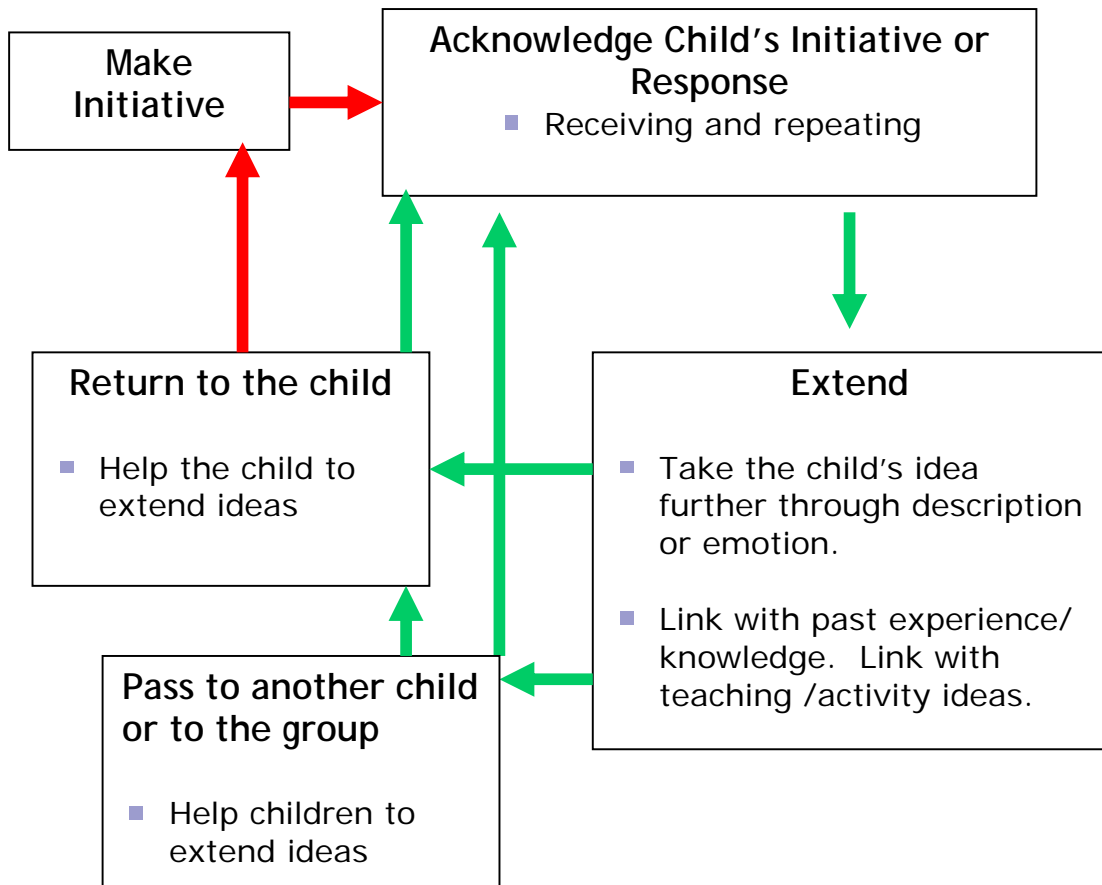 Make
Initiative
Acknowledge Child's Initiative or
Response
▪ Receiving and repeating
Return to the child
▪ Help the child to
extend ideas
Extend
▪ Take the child's idea
further through description
or emotion.
▪ Link with past experience/
knowledge. Link with
teaching /activity ideas.
Pass to another child
or to the group
▪ Help children to
extend ideas